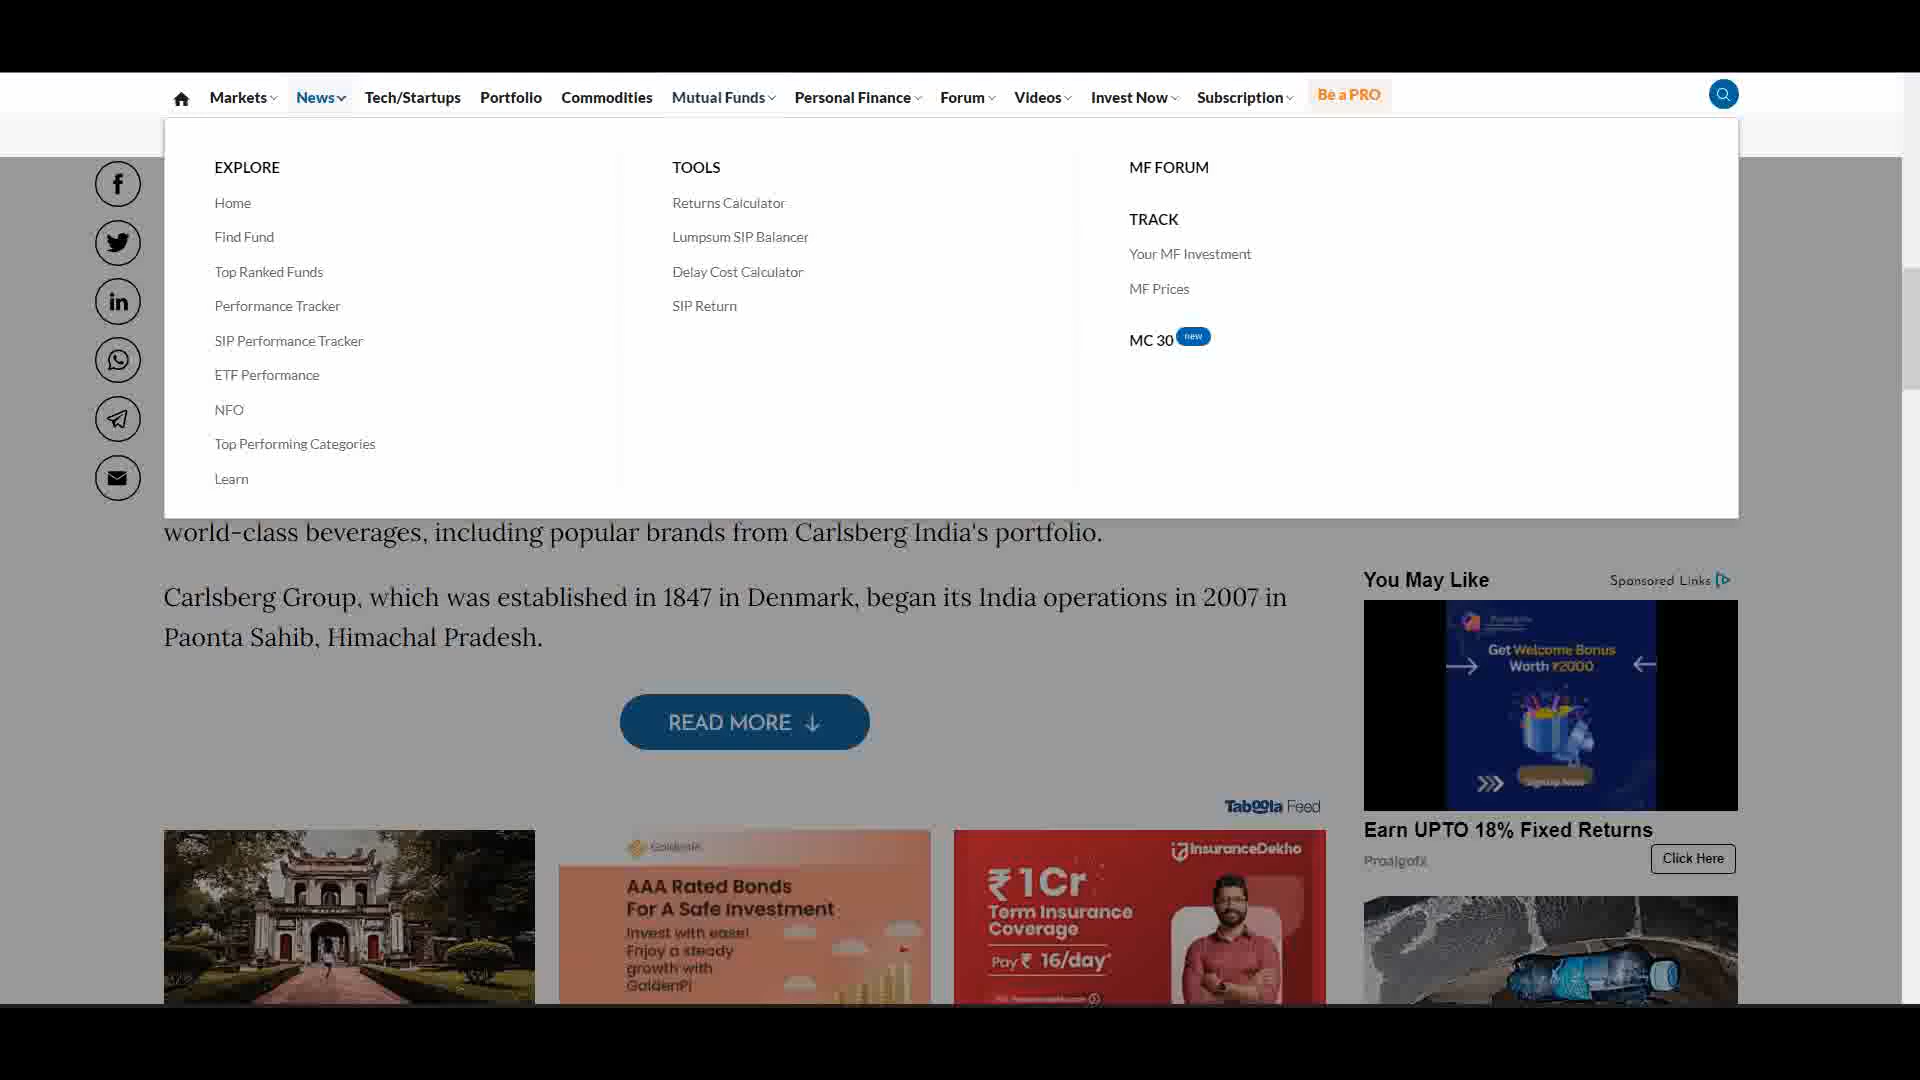 Markets News Tech/Startups Portfolio Commodities Mutual Funds Personal Finance Forum Videos Invest Now Subscription Be a PRO
EXPLORE
Home
Find Fund
Top Ranked Funds
Performance Tracker
SIP Performance Tracker
ETF Performance
NFO
Top Performing Categories
Learn
TOOLS
Returns Calculator
Lumpsum SIP Balancer
Delay Cost Calculator
SIP Return
MF FORUM
TRACK
Your MF Investment
MF Prices
MC 30 new
world-class beverages, including popular brands from Carlsberg India's portfolio.
Carlsberg Group, which was established in 1847 in Denmark, began its India operations in 2007 in
Paonta Sahib, Himachal Pradesh.
READ MORE
Taboola Feed
GoldenPi
AAA Rated Bonds
For A Safe Investment
Invest with ease!
Enjoy a steady
growth with
GoldenPi
InsuranceDekho
₹1Cr
Term Insurance
Coverage
Pay ₹ 16/day*
You May Like Sponsored Links
Get Welcome Bonus
Worth ₹2000
Signup Now
Earn UPTO 18% Fixed Returns
Proalgofx
Click Here